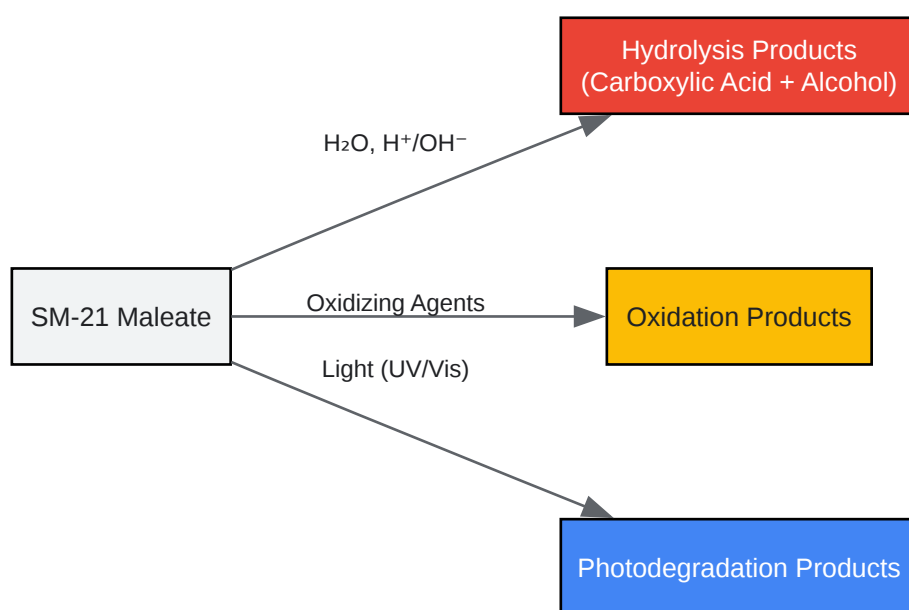 Hydrolysis Products
(Carboxylic Acid + Alcohol)
H₂O, H⁺/OH⁻
SM-21 Maleate
Oxidizing Agents
Oxidation Products
Light (UV/Vis)
Photodegradation Products